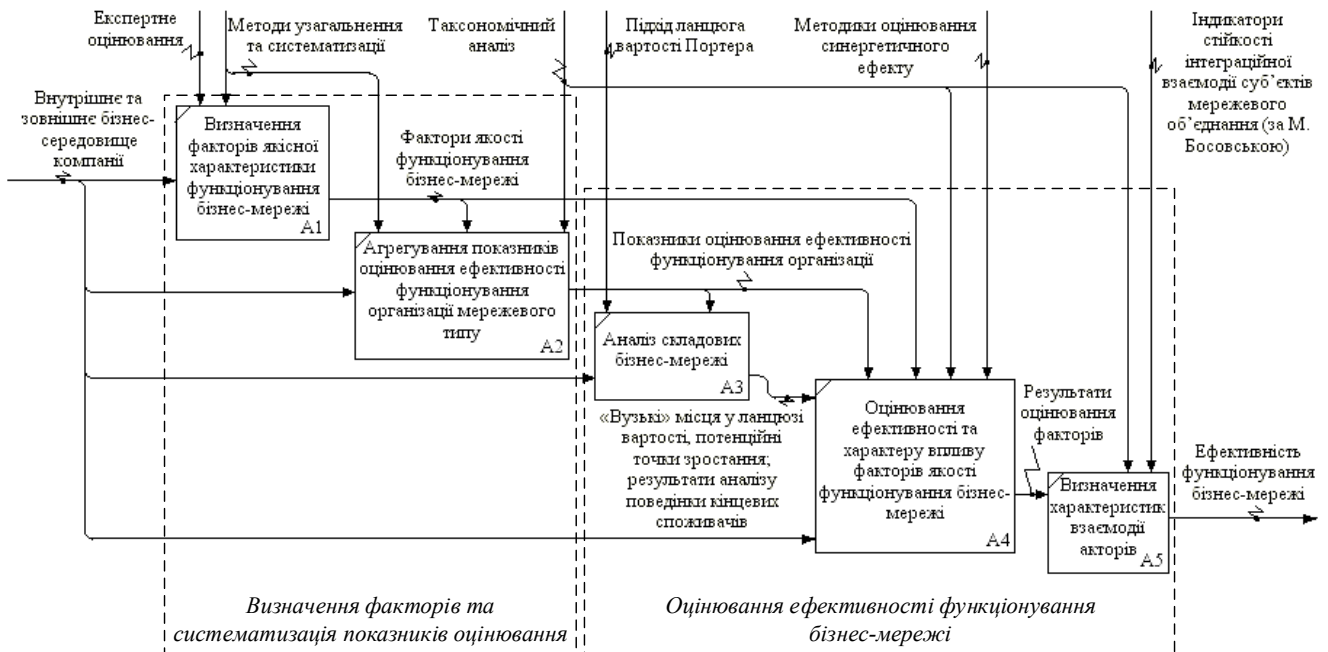 Експертне
оцінювання
Методи узагальнення
та систематизації
Таксономічний
аналіз
Підхід ланцюга
вартості Портера
Методики оцінювання
синергетичного
ефекту
Індикатори
стійкості
інтеграційної
взаємодії суб’єктів
мережевого
об’єднання (за М.
Босовською)
Внутрішнє та
зовнішнє бізнес-
середовище
компанії
Визначення
факторів якісної
характеристики
функціонування
бізнес-мережі
А1
Фактори якості
функціонування
бізнес-мережі
Агрегування показників
оцінювання ефективності
функціонування
організації мережевого
типу
А2
Показники оцінювання ефективності
функціонування організації
Аналіз складових
бізнес-мережі
А3
«Вузькі» місця у ланцюзі
вартості, потенційні
точки зростання;
результати аналізу
поведінки кінцевих
споживачів
Оцінювання
ефективності та
характеру впливу
факторів якості
функціонування бізнес-
мережі
А4
Результати
оцінювання
факторів
Визначення
характеристик
взаємодії
акторів
А5
Ефективність
функціонування
бізнес-мережі
Визначення факторів та
систематизація показників оцінювання
Оцінювання ефективності функціонування
бізнес-мережі